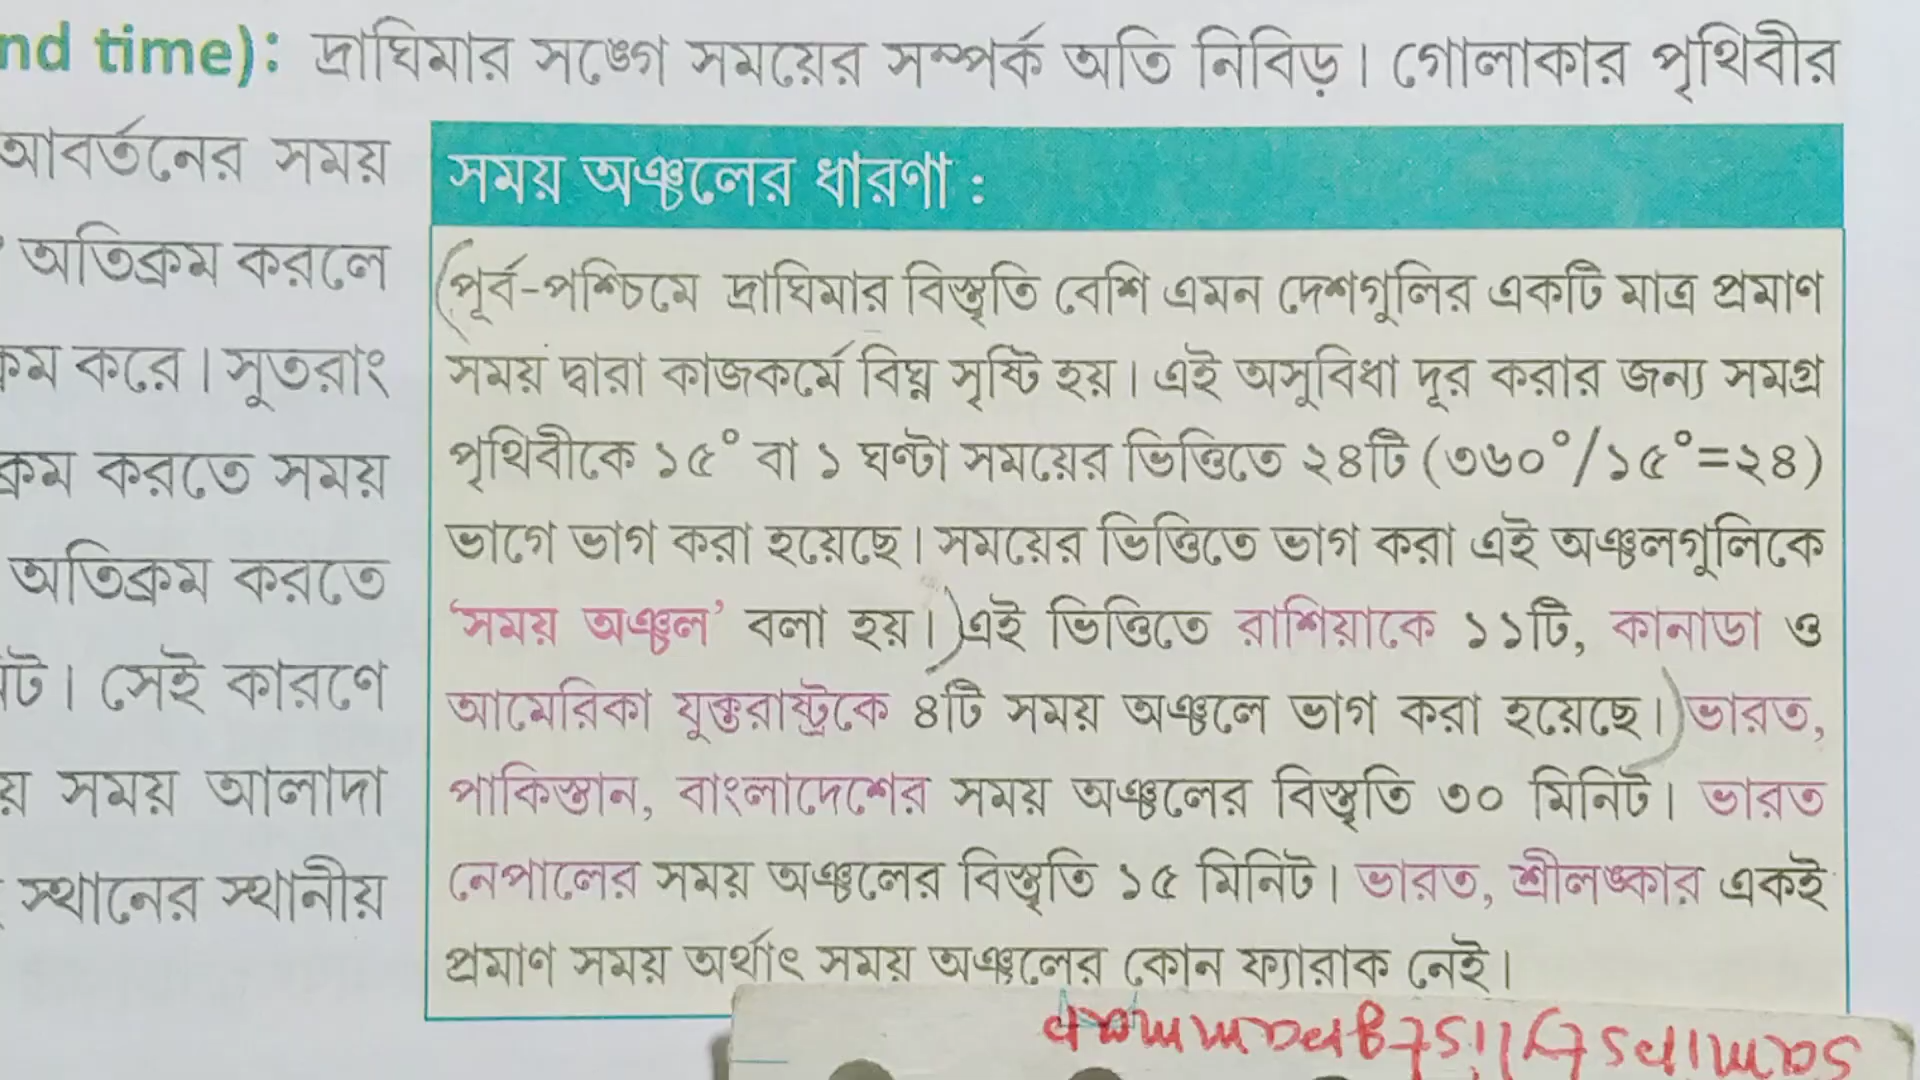 nd time): দ্রাঘিমার সঙ্গে সময়ের সম্পর্ক অতি নিবিড়। গোলাকার পৃথিবীর
আবর্তনের সময়
অতিক্রম করলে
করে। সুতরাং
করতে সময়
অতিক্রম করতে
সেই কারণে
সময় আলাদা
স্থানের স্থানীয়
সময় অঞ্চলের ধারণা :
পূর্ব-পশ্চিমে দ্রাঘিমার বিস্তৃতি বেশি এমন দেশগুলির একটি মাত্র প্রমাণ
সময় দ্বারা কাজকর্মে বিঘ্ন সৃষ্টি হয়। এই অসুবিধা দূর করার জন্য সমগ্র
পৃথিবীকে ১৫° বা ১ ঘণ্টা সময়ের ভিত্তিতে ২৪টি (৩৬০°/১৫°=২৪)
ভাগে ভাগ করা হয়েছে। সময়ের ভিত্তিতে ভাগ করা এই অঞ্চলগুলিকে
‘সময় অঞ্চল’ বলা হয়। এই ভিত্তিতে রাশিয়াকে ১১টি, কানাডা ও
আমেরিকা যুক্তরাষ্ট্রকে ৪টি সময় অঞ্চলে ভাগ করা হয়েছে। ভারত,
পাকিস্তান, বাংলাদেশের সময় অঞ্চলের বিস্তৃতি ৩০ মিনিট। ভারত
নেপালের সময় অঞ্চলের বিস্তৃতি ১৫ মিনিট। ভারত, শ্রীলঙ্কার একই
প্রমাণ সময় অর্থাৎ সময় অঞ্চলের কোন ফ্যারাক নেই।